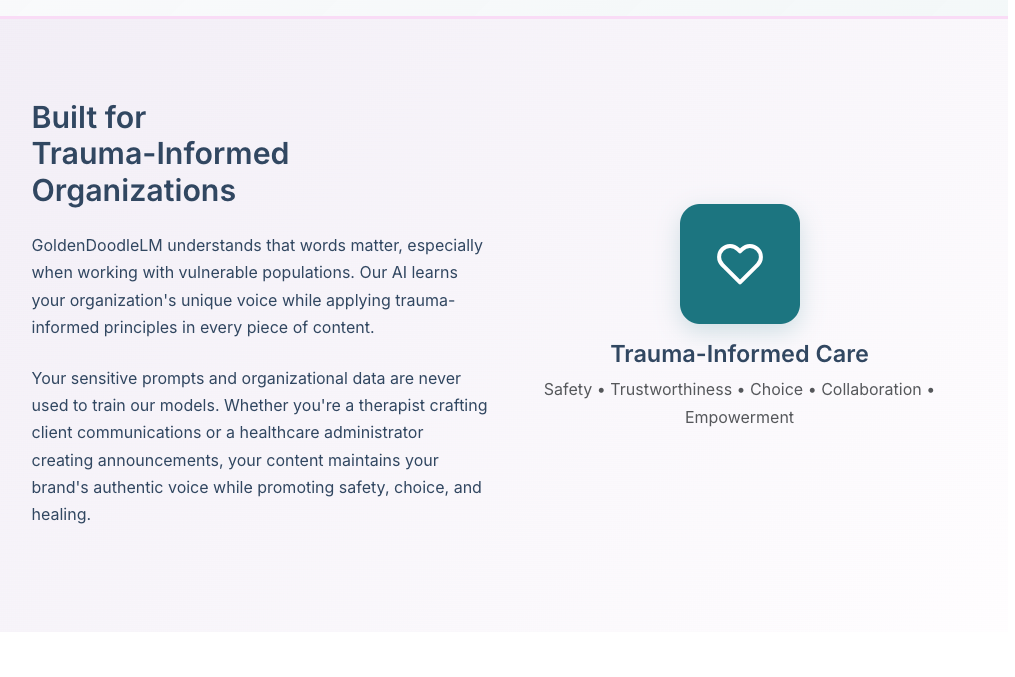 Built for
Trauma-Informed
Organizations
GoldenDoodleLM understands that words matter, especially
when working with vulnerable populations. Our AI learns
your organization's unique voice while applying trauma-
informed principles in every piece of content.
Your sensitive prompts and organizational data are never
used to train our models. Whether you're a therapist crafting
client communications or a healthcare administrator
creating announcements, your content maintains your
brand's authentic voice while promoting safety, choice, and
healing.
Trauma-Informed Care
Safety • Trustworthiness • Choice • Collaboration •
Empowerment